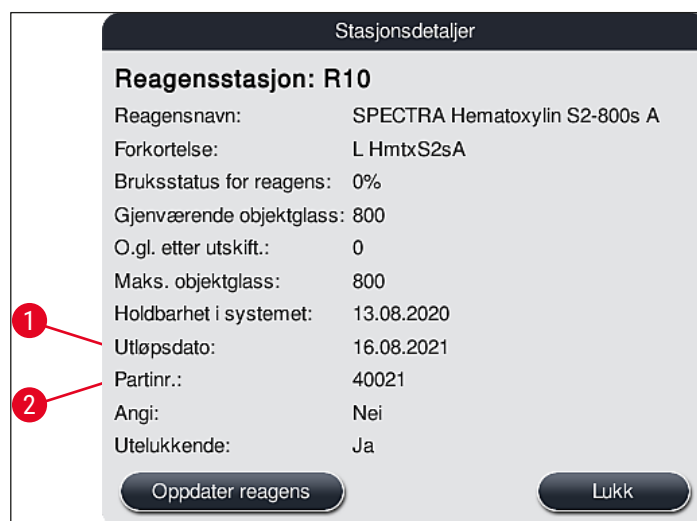 Stasjonsdetaljer
Reagensstasjon: R10
Reagensnavn: SPECTRA Hematoxylin S2-800s A
Forkortelse: L HmtxS2sA
Bruksstatus for reagens: 0%
Gjenværende objektglass: 800
O.gl. etter utskift.: 0
Maks. objektglass: 800
Holdbarhet i systemet: 13.08.2020
1 Utløpsdato: 16.08.2021
2 Partinr.: 40021
Angi: Nei
Utelukkende: Ja
Oppdater reagens Lukk